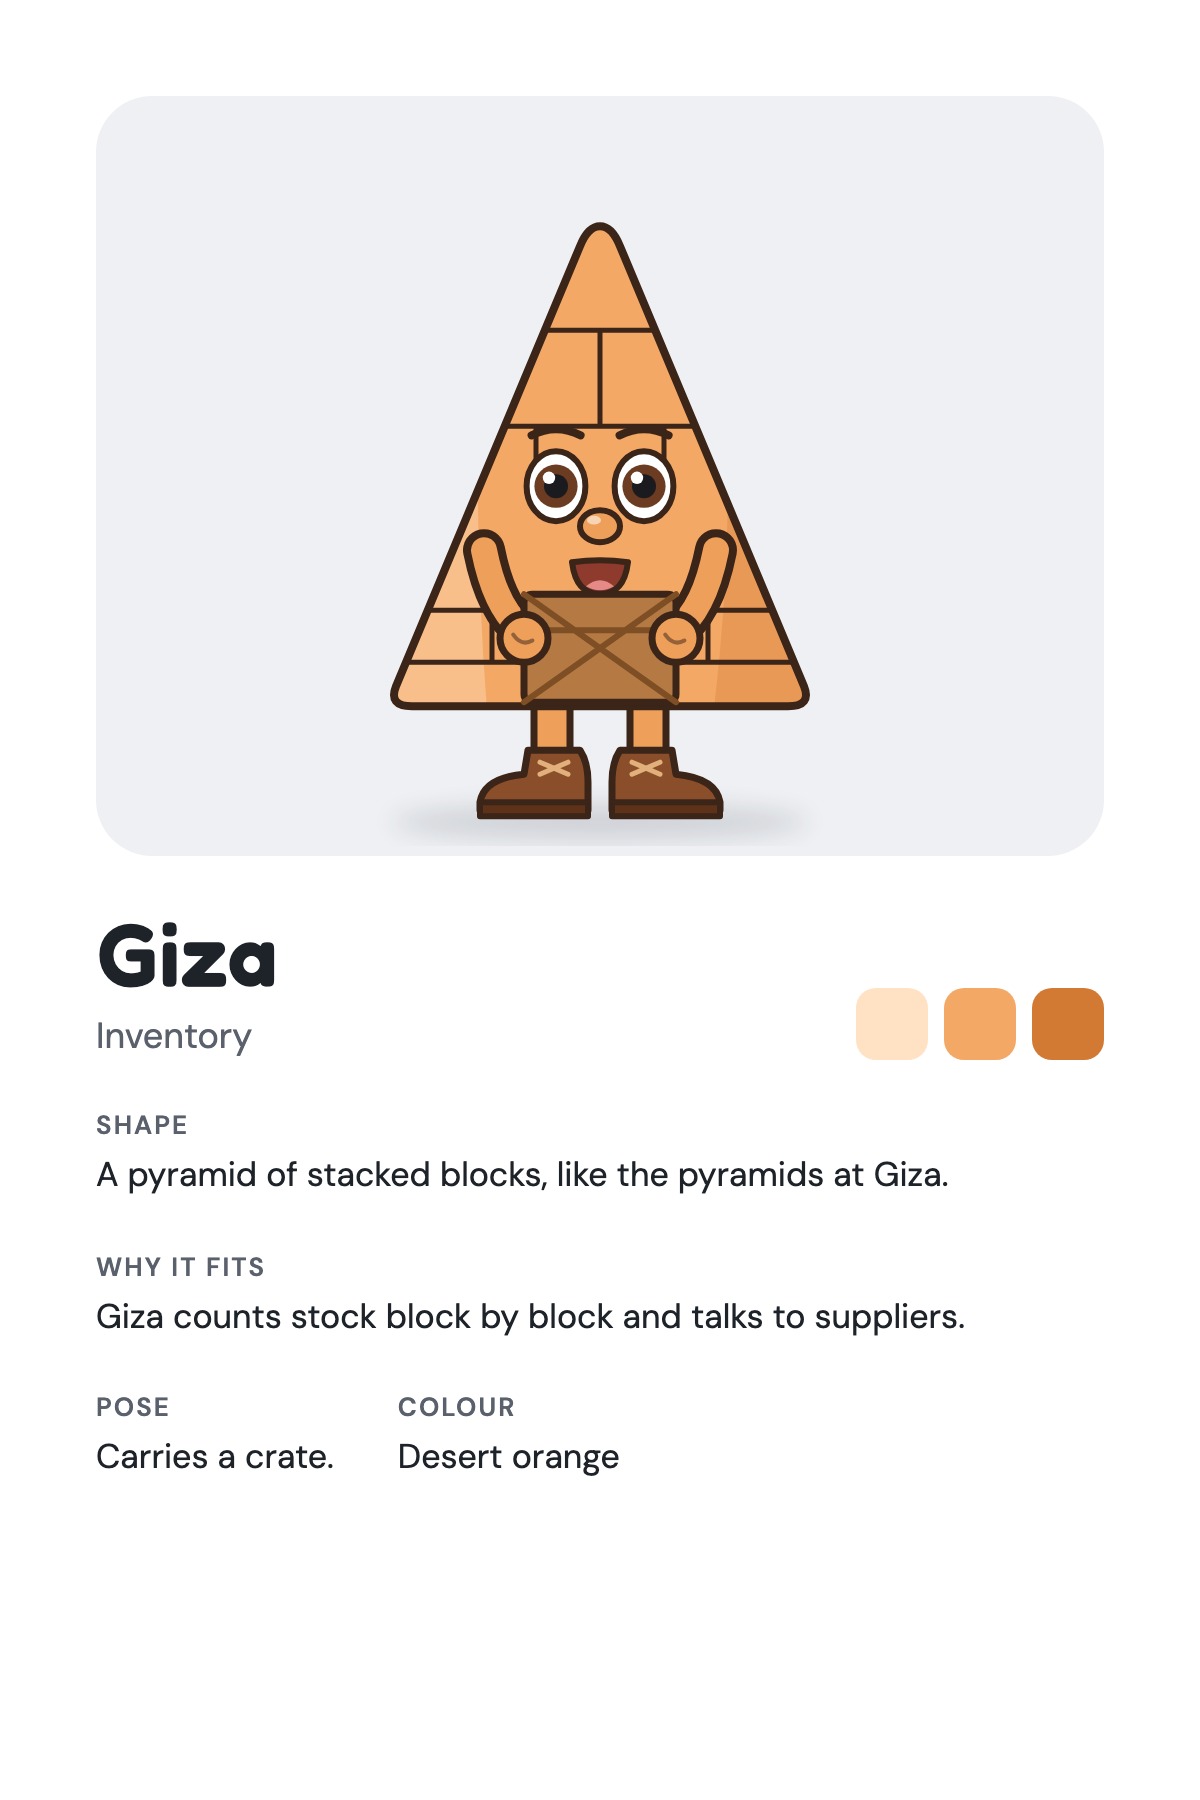 Giza
Inventory
SHAPE
A pyramid of stacked blocks, like the pyramids at Giza.
WHY IT FITS
Giza counts stock block by block and talks to suppliers.
POSE
Carries a crate.
COLOUR
Desert orange